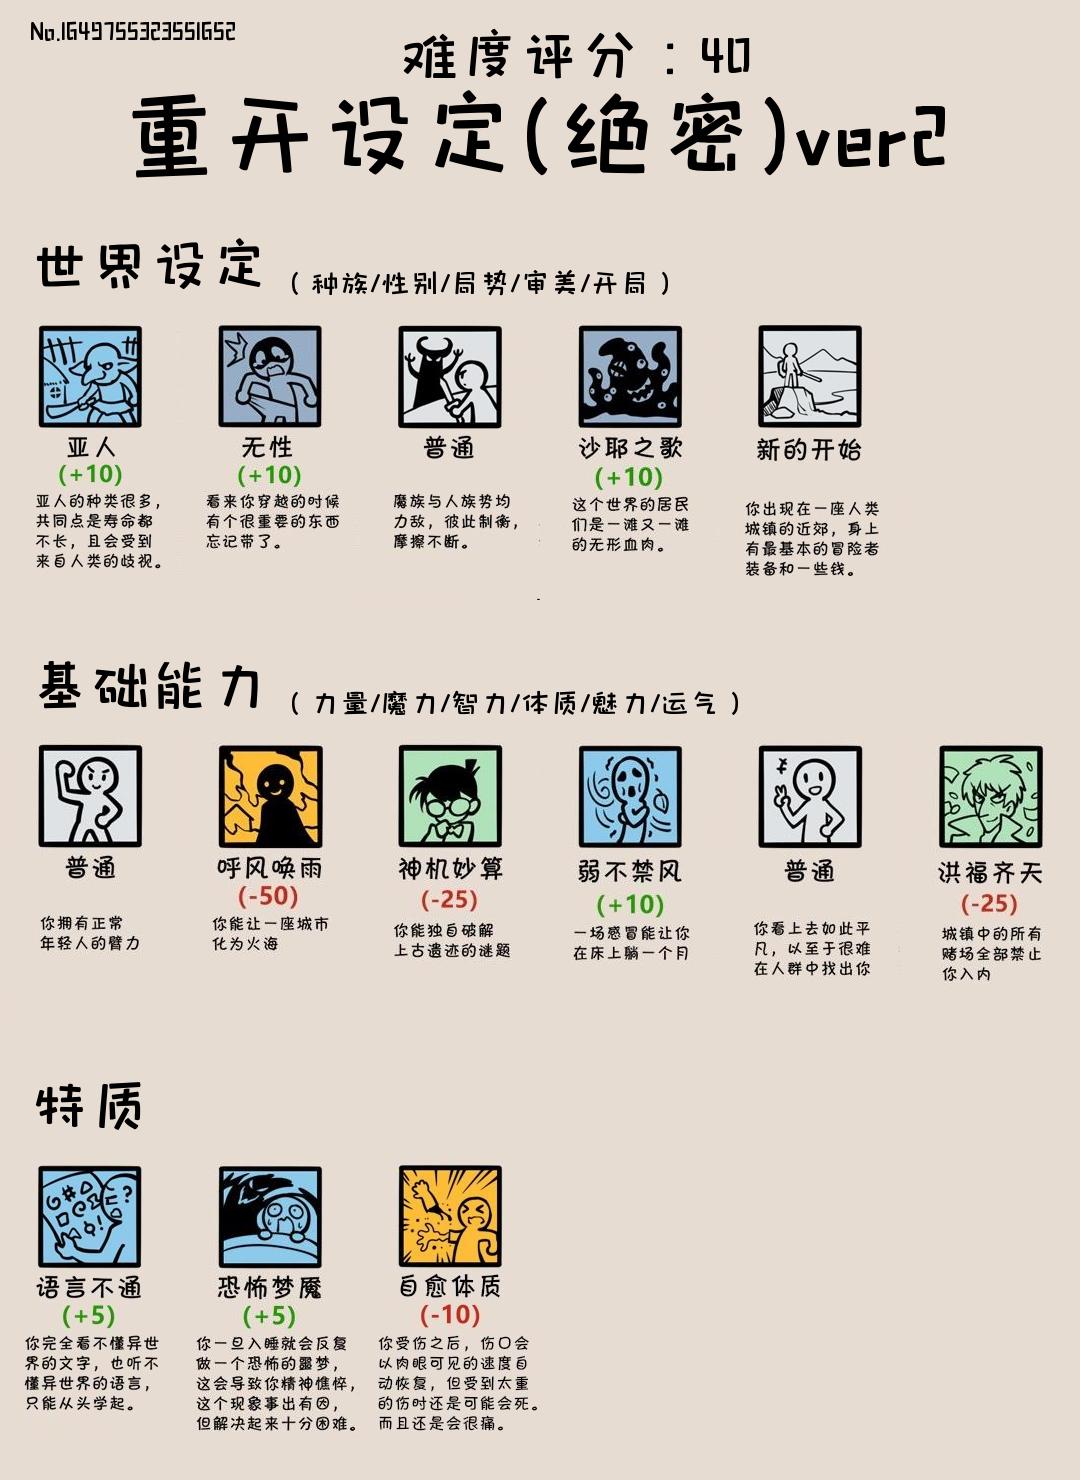 No.1649755323551652
难度评分:40
重开设定(绝密)ver2
世界设定 (种族/性别/局势/审美/开局)
亚人
(+10)
亚人的种类很多,
共同点是寿命都
不长,且会受到
来自人类的歧视。
无性
(+10)
看来你穿越的时候
有个很重要的东西
忘记带了。
普通
魔族与人族势均
力敌,彼此制衡,
摩擦不断。
沙耶之歌
(+10)
这个世界的居民
们是一滩又一滩
的无形血肉。
新的开始
你出现在一座人类
城镇的近郊,身上
有最基本的冒险者
装备和一些钱。
基础能力 (力量/魔力/智力/体质/魅力/运气)
普通
你拥有正常
年轻人的臂力
呼风唤雨
(-50)
你能让一座城市
化为火海
神机妙算
(-25)
你能独自破解
上古遗迹的谜题
弱不禁风
(+10)
一场感冒能让你
在床上躺一个月
普通
你看上去如此平
凡,以至于很难
在人群中找出你
洪福齐天
(-25)
城镇中的所有
赌场全部禁止
你入内
特质
语言不通
(+5)
你完全看不懂异世
界的文字,也听不
懂异世界的语言,
只能从头学起。
恐怖梦魇
(+5)
你一旦入睡就会反复
做一个恐怖的噩梦,
这会导致你精神憔悴,
这个现象事出有因,
但解决起来十分困难。
自愈体质
(-10)
你受伤之后,伤口会
以肉眼可见的速度自
动恢复,但受到太重
的伤时还是可能会死。
而且还是会很痛。